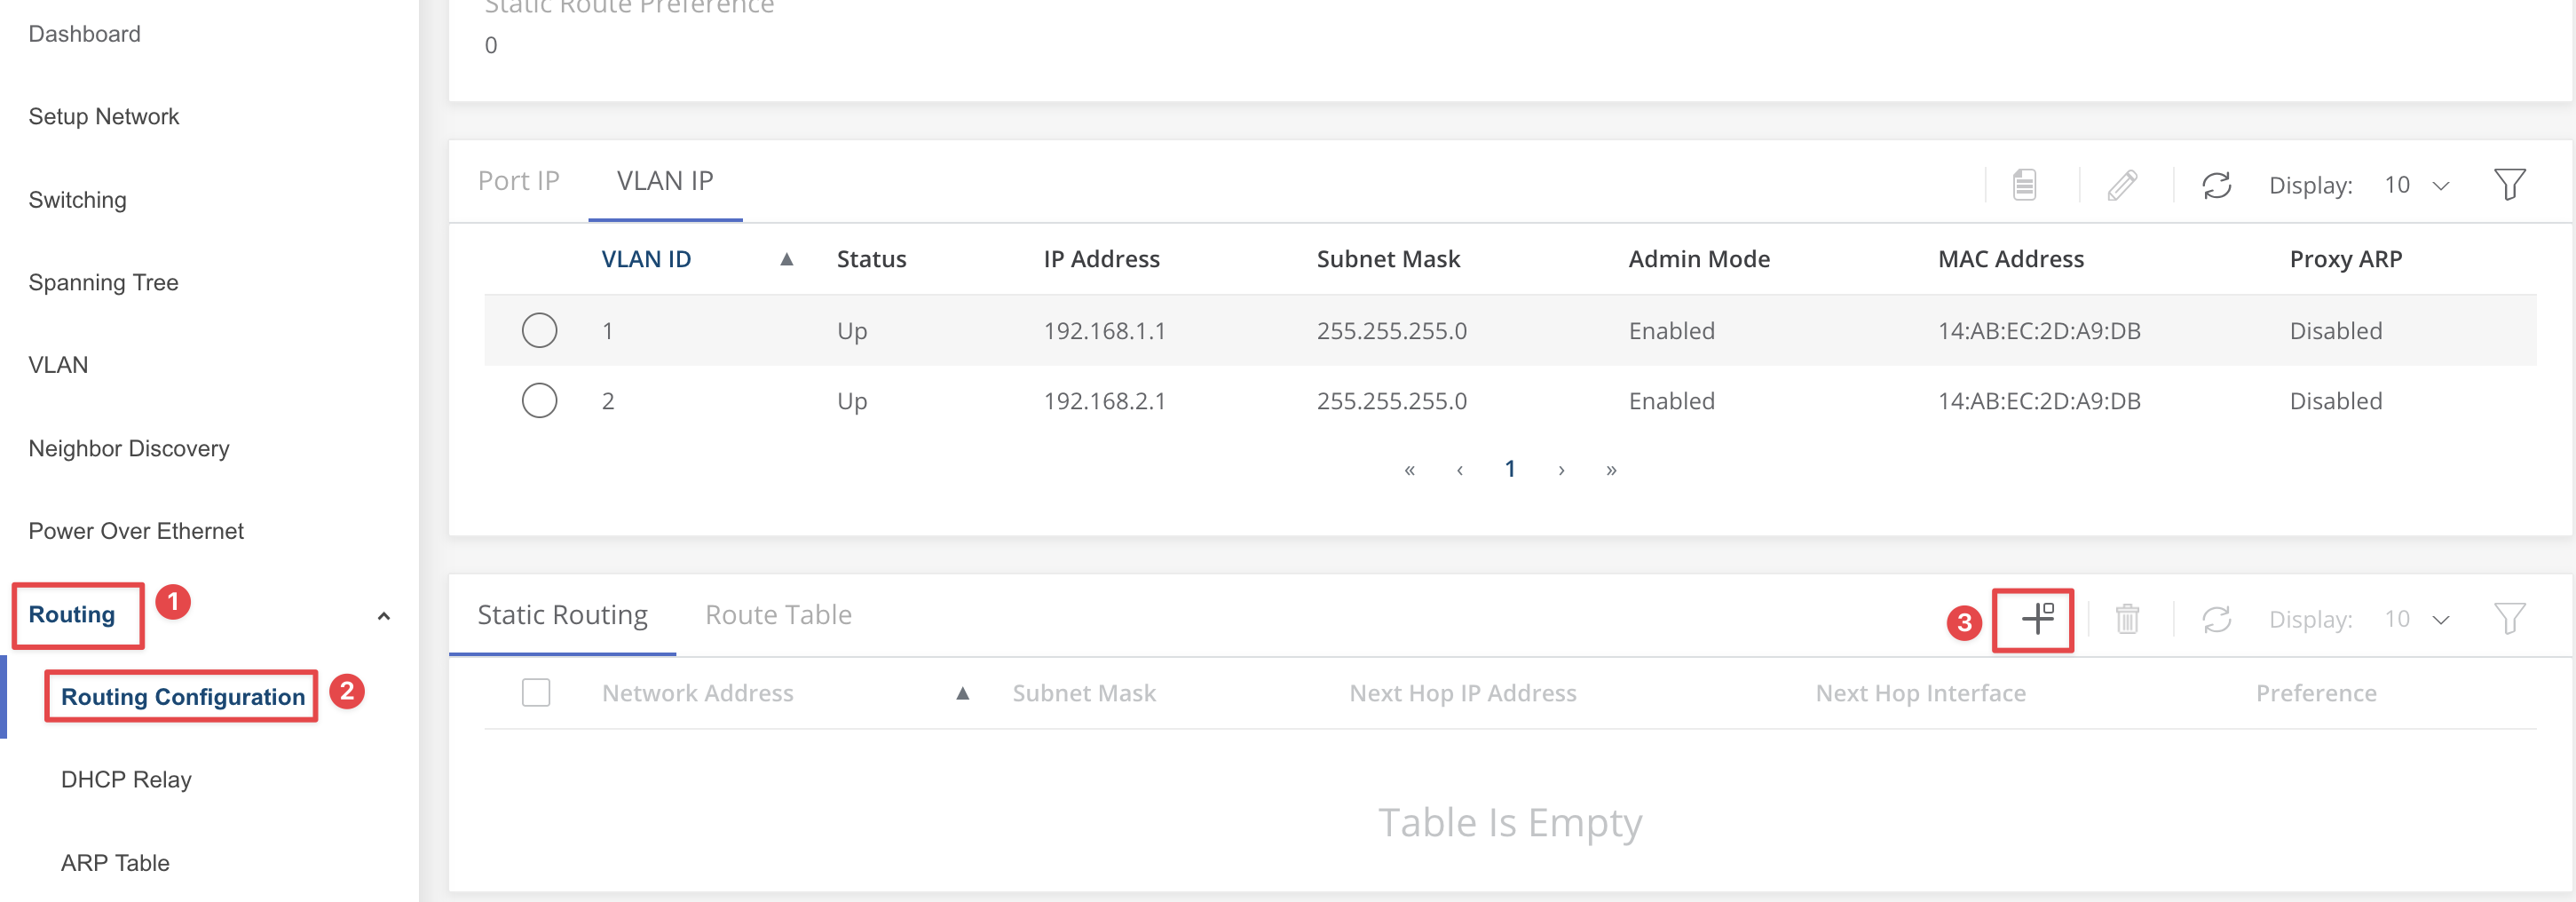 Dashboard
Setup Network
Switching
Spanning Tree
VLAN
Neighbor Discovery
Power Over Ethernet
Routing 1
Routing Configuration 2
DHCP Relay
ARP Table
Static Route Preference
0
Port IP VLAN IP Display: 10
VLAN ID ▲ Status IP Address Subnet Mask Admin Mode MAC Address Proxy ARP
1 Up 192.168.1.1 255.255.255.0 Enabled 14:AB:EC:2D:A9:DB Disabled
2 Up 192.168.2.1 255.255.255.0 Enabled 14:AB:EC:2D:A9:DB Disabled
« ‹ 1 › »
Static Routing Route Table 3 Display: 10
Network Address ▲ Subnet Mask Next Hop IP Address Next Hop Interface Preference
Table Is Empty